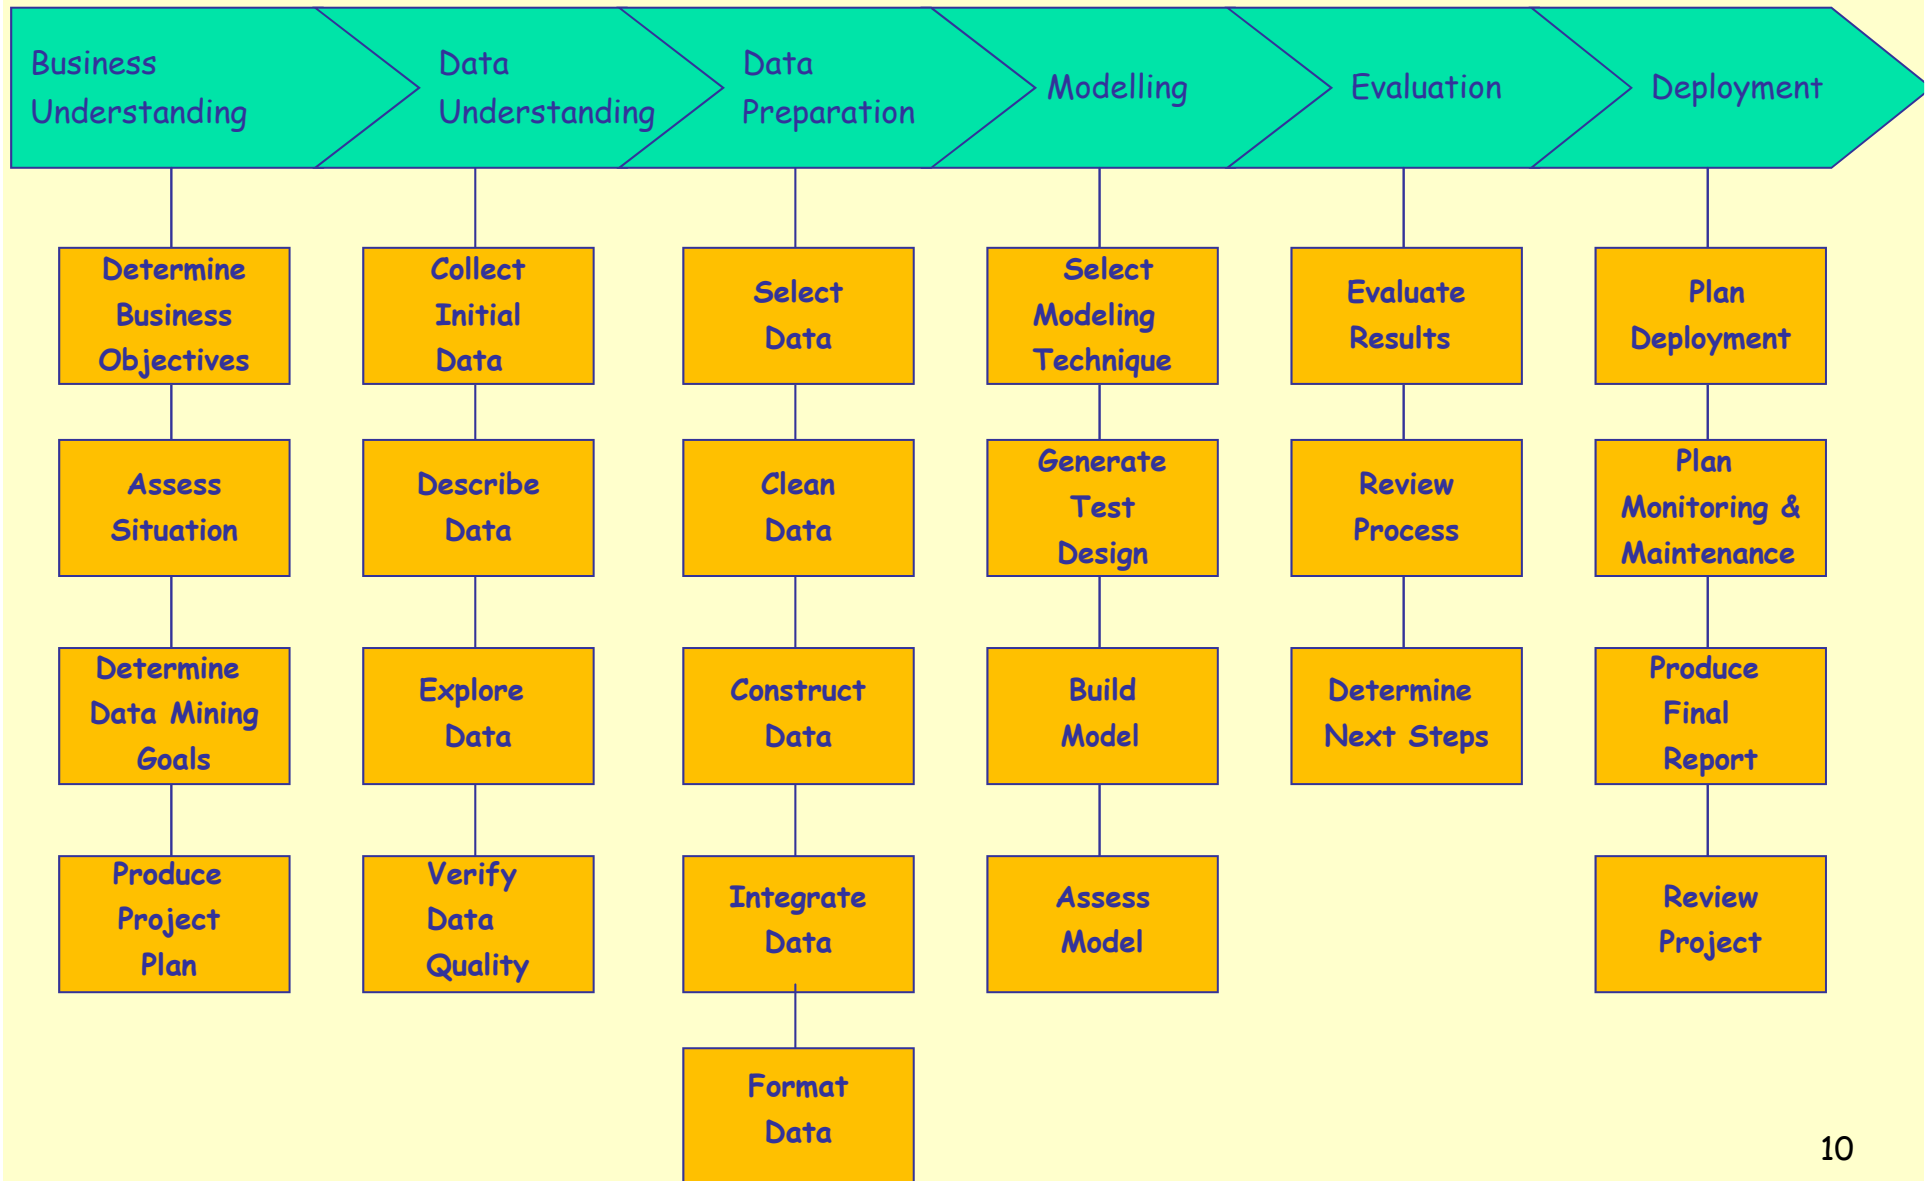 Business
Understanding
Data
Understanding
Data
Preparation
Modelling
Evaluation
Deployment
Determine
Business
Objectives
Assess
Situation
Determine
Data Mining
Goals
Produce
Project
Plan
Collect
Initial
Data
Describe
Data
Explore
Data
Verify
Data
Quality
Select
Data
Clean
Data
Construct
Data
Integrate
Data
Format
Data
Select
Modeling
Technique
Generate
Test
Design
Build
Model
Assess
Model
Evaluate
Results
Review
Process
Determine
Next Steps
Plan
Deployment
Plan
Monitoring &
Maintenance
Produce
Final
Report
Review
Project
10